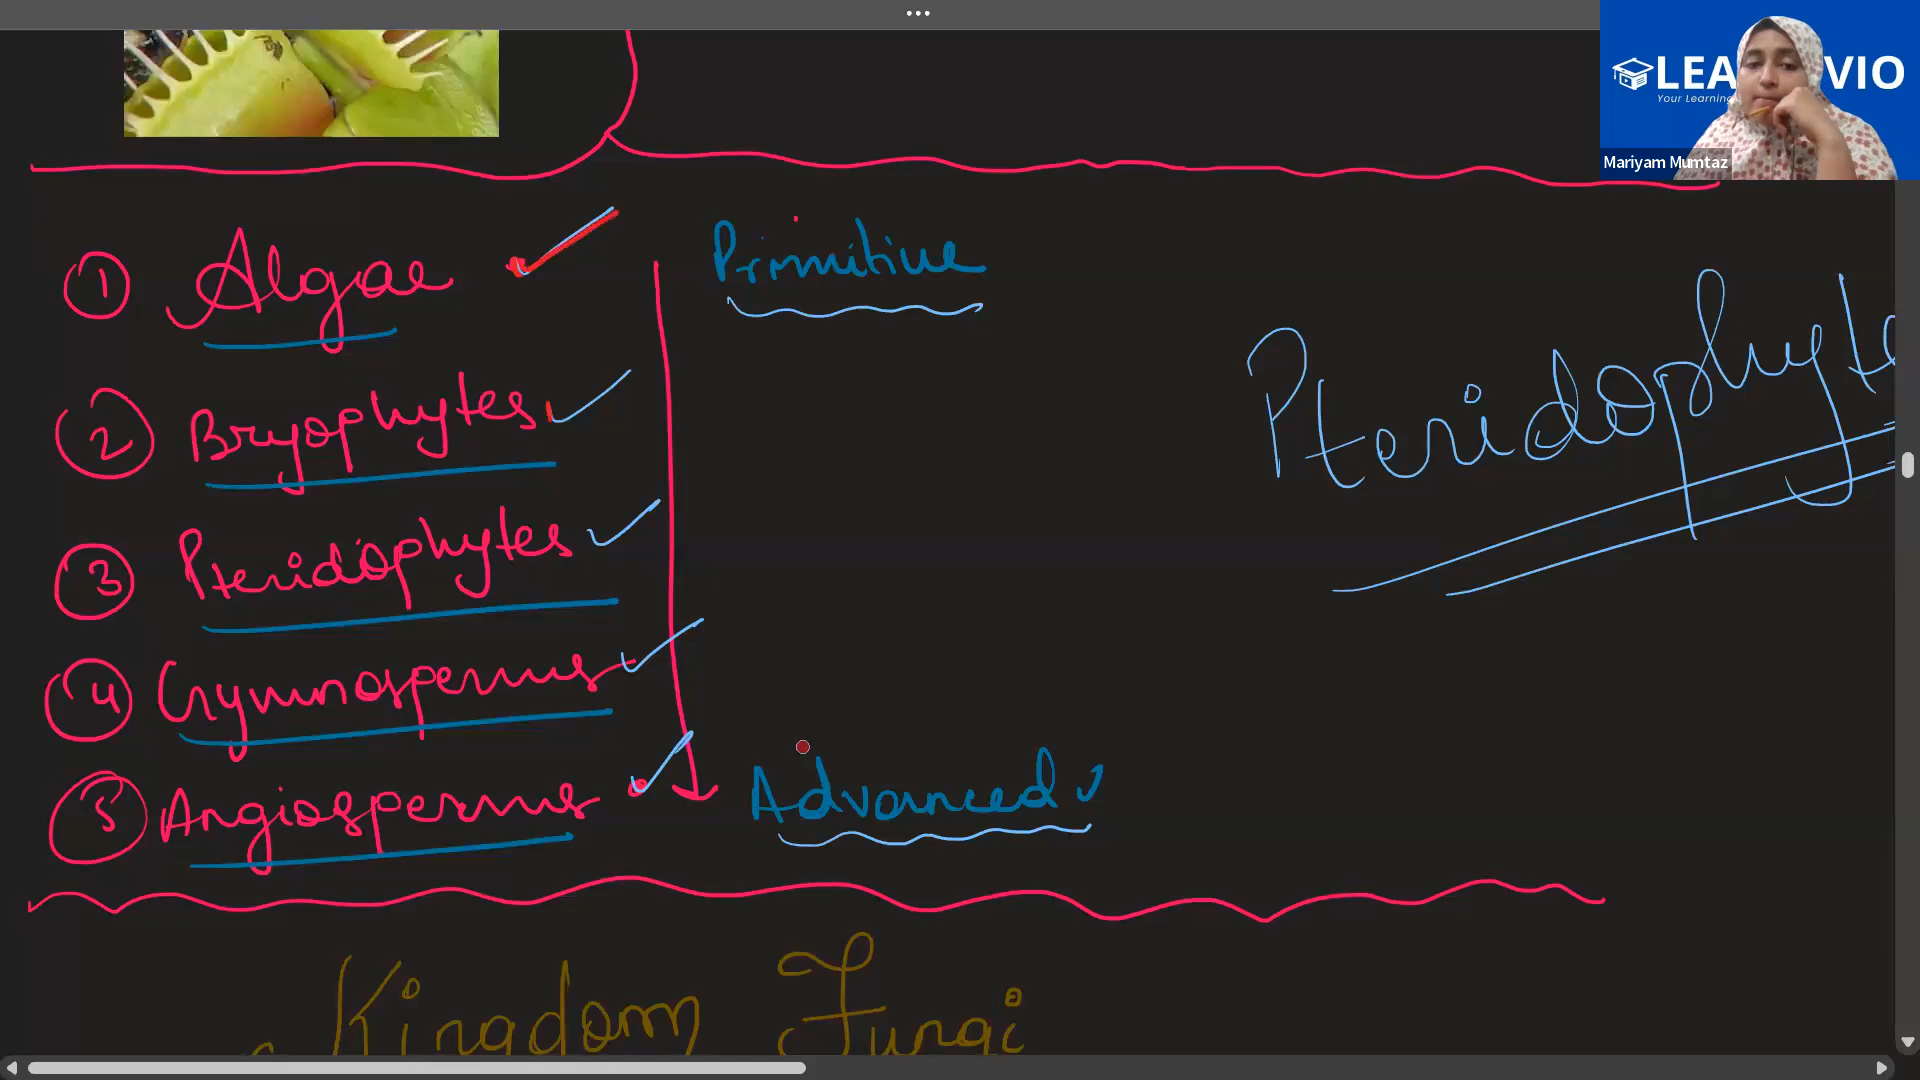 LEA VIO
Your Learning
Mariyam Mumtaz
1 Algae
Primitive
2 Bryophytes
Pteridophyte
3 Pteridophytes
4 Gymnosperms
5 Angiosperms
Advanced
Kingdom Fungi